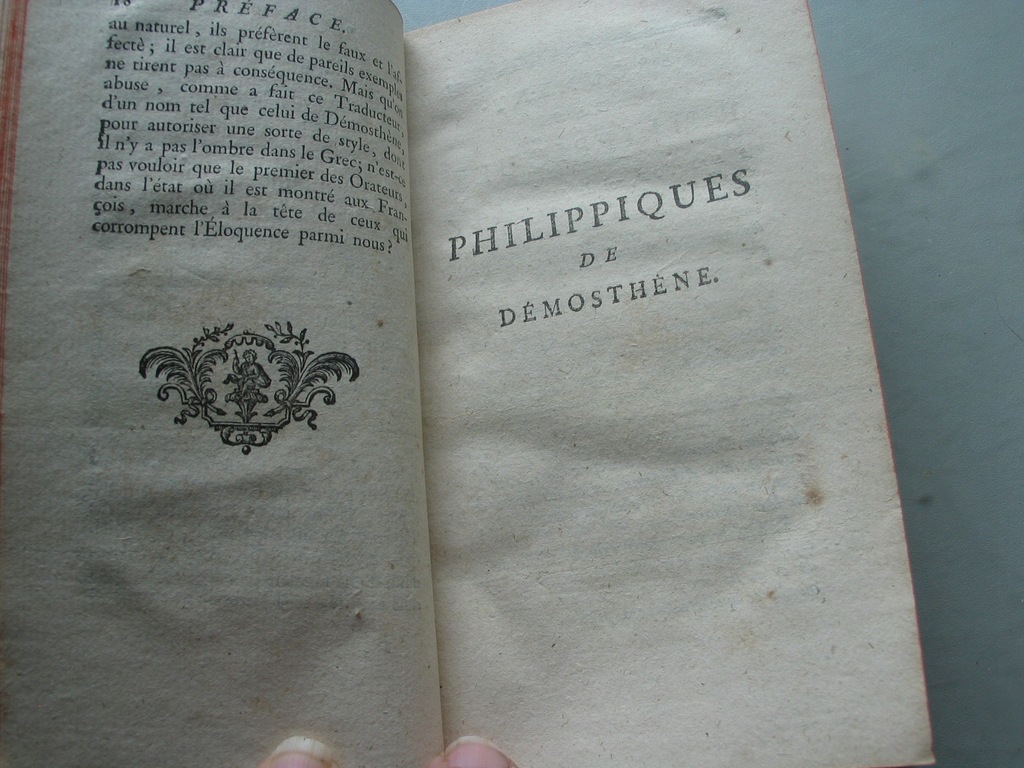 18 PRÉFACE.
au naturel, ils préfèrent le faux et l'af-
fecté; il est clair que de pareils exemples
ne tirent pas à conséquence. Mais qu'on
abuse, comme a fait ce Traducteur,
d'un nom tel que celui de Démosthène,
pour autoriser une sorte de style, dont
il n'y a pas l'ombre dans le Grec; n'est-ce
pas vouloir que le premier des Orateurs,
dans l'état où il est montré aux Fran-
çois, marche à la tête de ceux qui
corrompent l'Éloquence parmi nous?
PHILIPPIQUES
DE
DÉMOSTHÈNE.